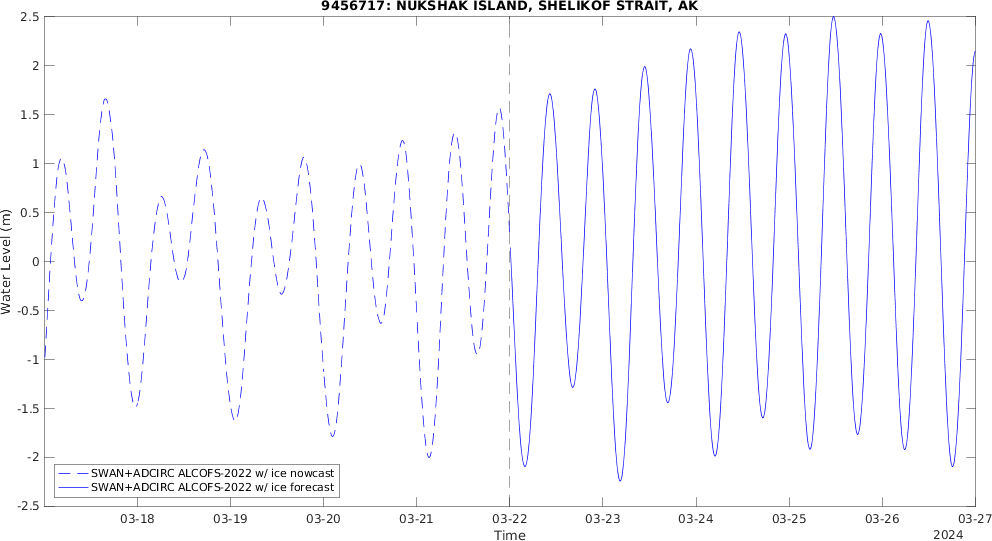 9456717: NUKSHAK ISLAND, SHELIKOF STRAIT, AK
2.5
2
1.5
1
0.5
0
-0.5
-1
-1.5
-2
-2.5
Water Level (m)
SWAN+ADCIRC ALCOFS-2022 w/ ice nowcast
SWAN+ADCIRC ALCOFS-2022 w/ ice forecast
03-18 03-19 03-20 03-21 03-22 03-23 03-24 03-25 03-26 03-27
Time
2024